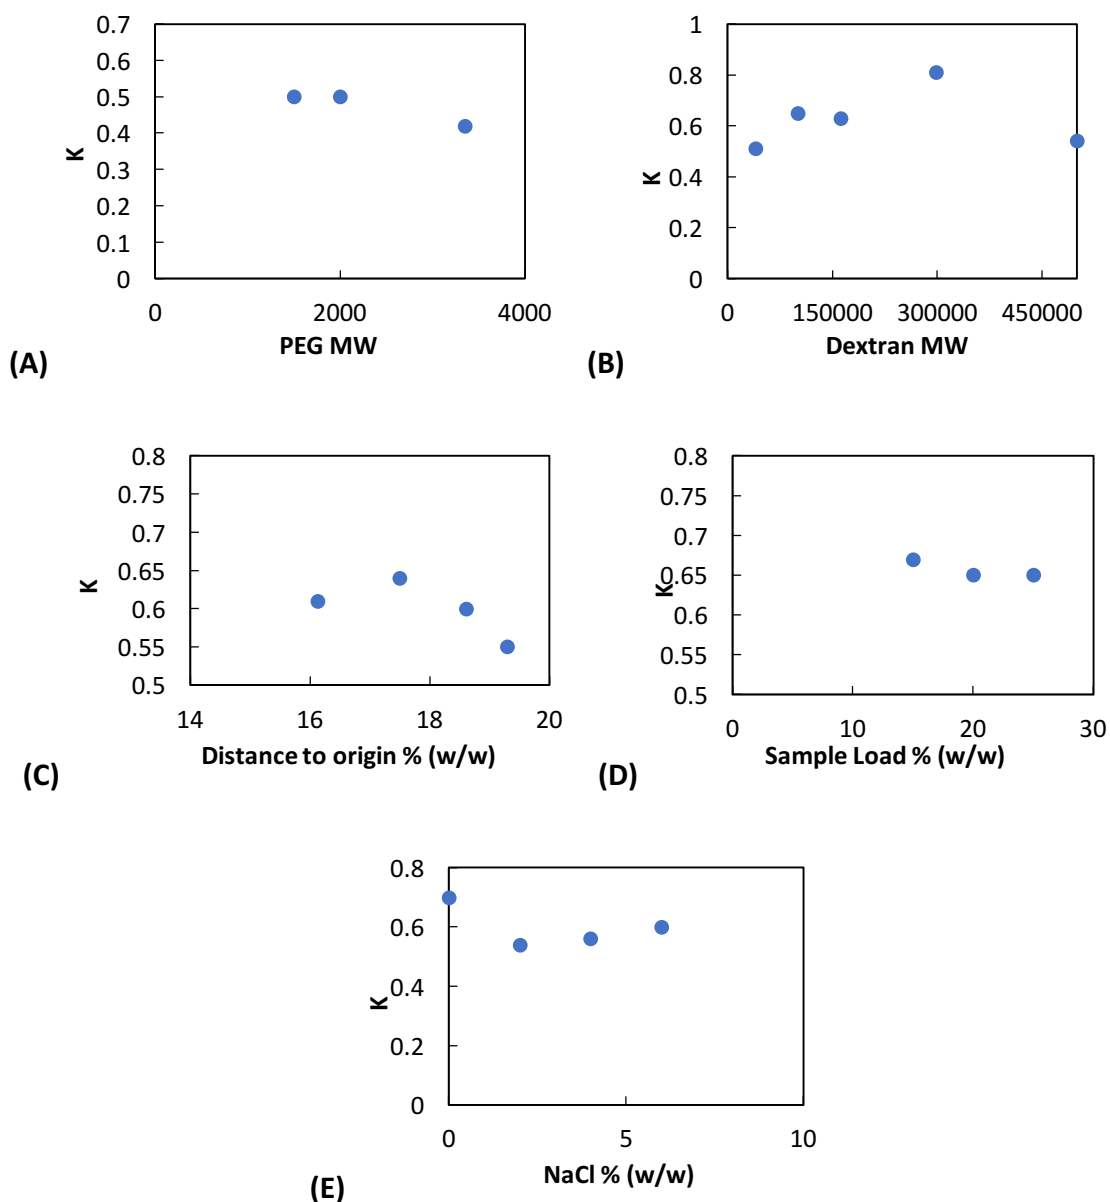 0.7
0.6
0.5
0.4
0.3
0.2
0.1
0
K
0 2000 4000
PEG MW
(A)
1
0.8
0.6
0.4
0.2
0
K
0 150000 300000 450000
Dextran MW
(B)
0.8
0.75
0.7
0.65
0.6
0.55
0.5
K
14 16 18 20
Distance to origin % (w/w)
(C)
0.8
0.75
0.7
0.65
0.6
0.55
0.5
K
0 10 20 30
Sample Load % (w/w)
(D)
0.8
0.6
0.4
0.2
0
K
0 5 10
NaCl % (w/w)
(E)